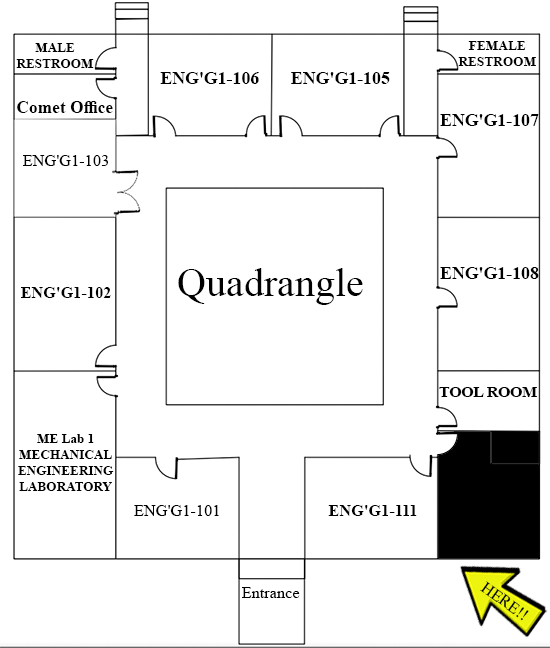 MALE
RESTROOM
FEMALE
RESTROOM
ENG'G1-106
ENG'G1-105
Comet Office
ENG'G1-107
ENG'G1-103
Quadrangle
ENG'G1-108
ENG'G1-102
TOOL ROOM
ME Lab 1
MECHANICAL
ENGINEERING
LABORATORY
ENG'G1-101
ENG'G1-111
Entrance
HERE!!